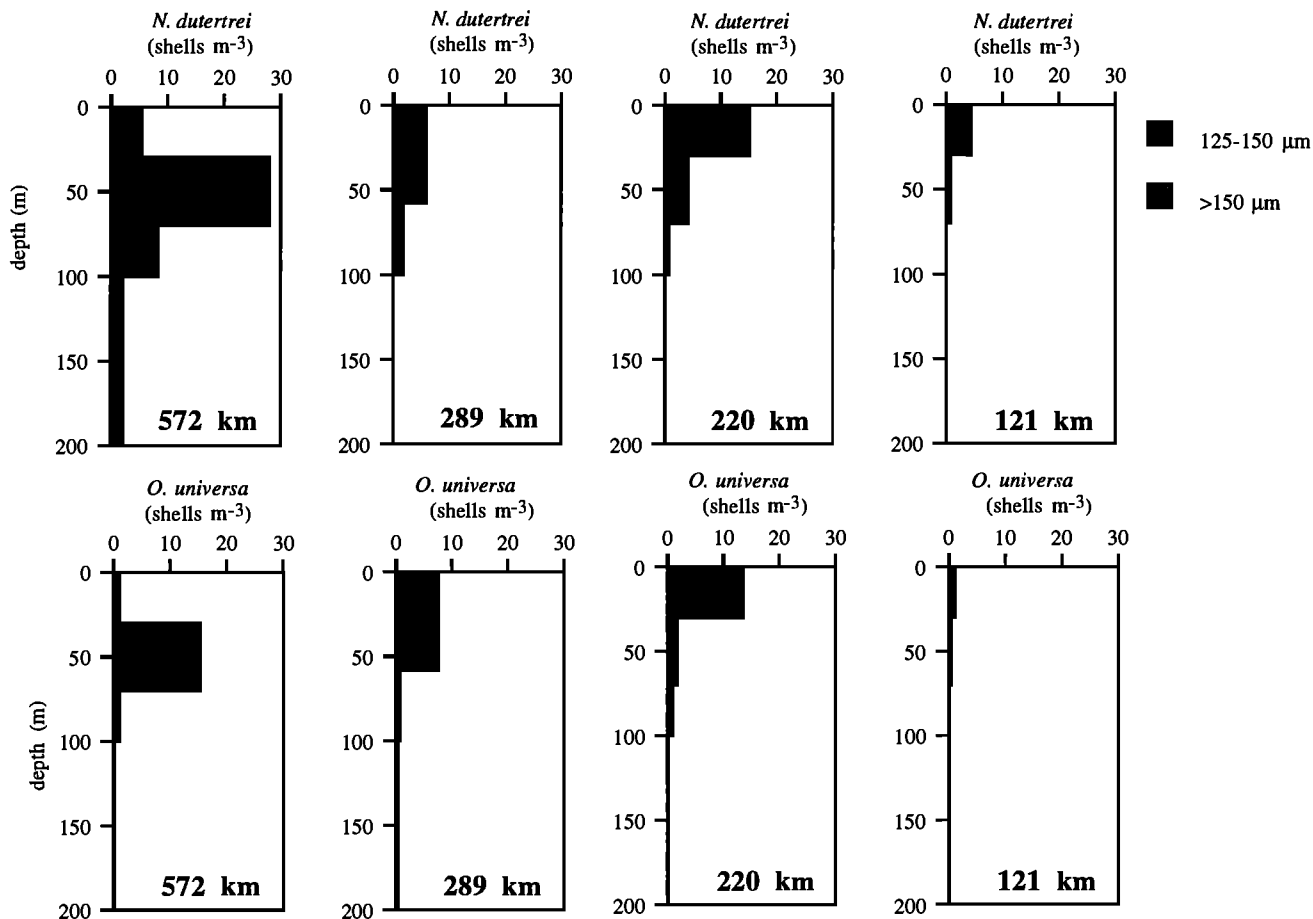 N. dutertrei
(shells m-3)
0 10 20 30
0
50
100
150
200
depth (m)
572 km
N. dutertrei
(shells m-3)
0 10 20 30
0
50
100
150
200
289 km
N. dutertrei
(shells m-3)
0 10 20 30
0
50
100
150
200
220 km
N. dutertrei
(shells m-3)
0 10 20 30
0
50
100
150
200
121 km
125-150 µm
>150 µm
O. universa
(shells m-3)
0 10 20 30
0
50
100
150
200
depth (m)
572 km
O. universa
(shells m-3)
0 10 20 30
0
50
100
150
200
289 km
O. universa
(shells m-3)
0 10 20 30
0
50
100
150
200
220 km
O. universa
(shells m-3)
0 10 20 30
0
50
100
150
200
121 km